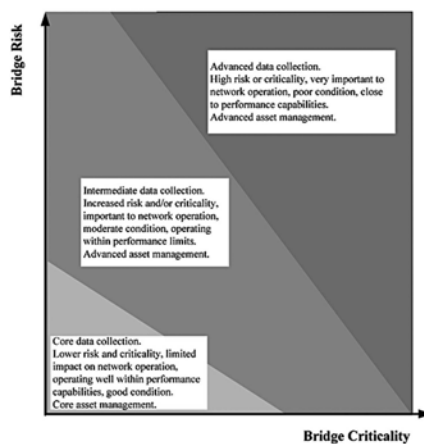 Bridge Risk
Advanced data collection.
High risk or criticality, very important to
network operation, poor condition, close
to performance capabilities.
Advanced asset management.
Intermediate data collection.
Increased risk and/or criticality,
important to network operation,
moderate condition, operating
within performance limits.
Advanced asset management.
Core data collection.
Lower risk and criticality, limited
impact on network operation,
operating well within performance
capabilities, good condition.
Core asset management.
Bridge Criticality